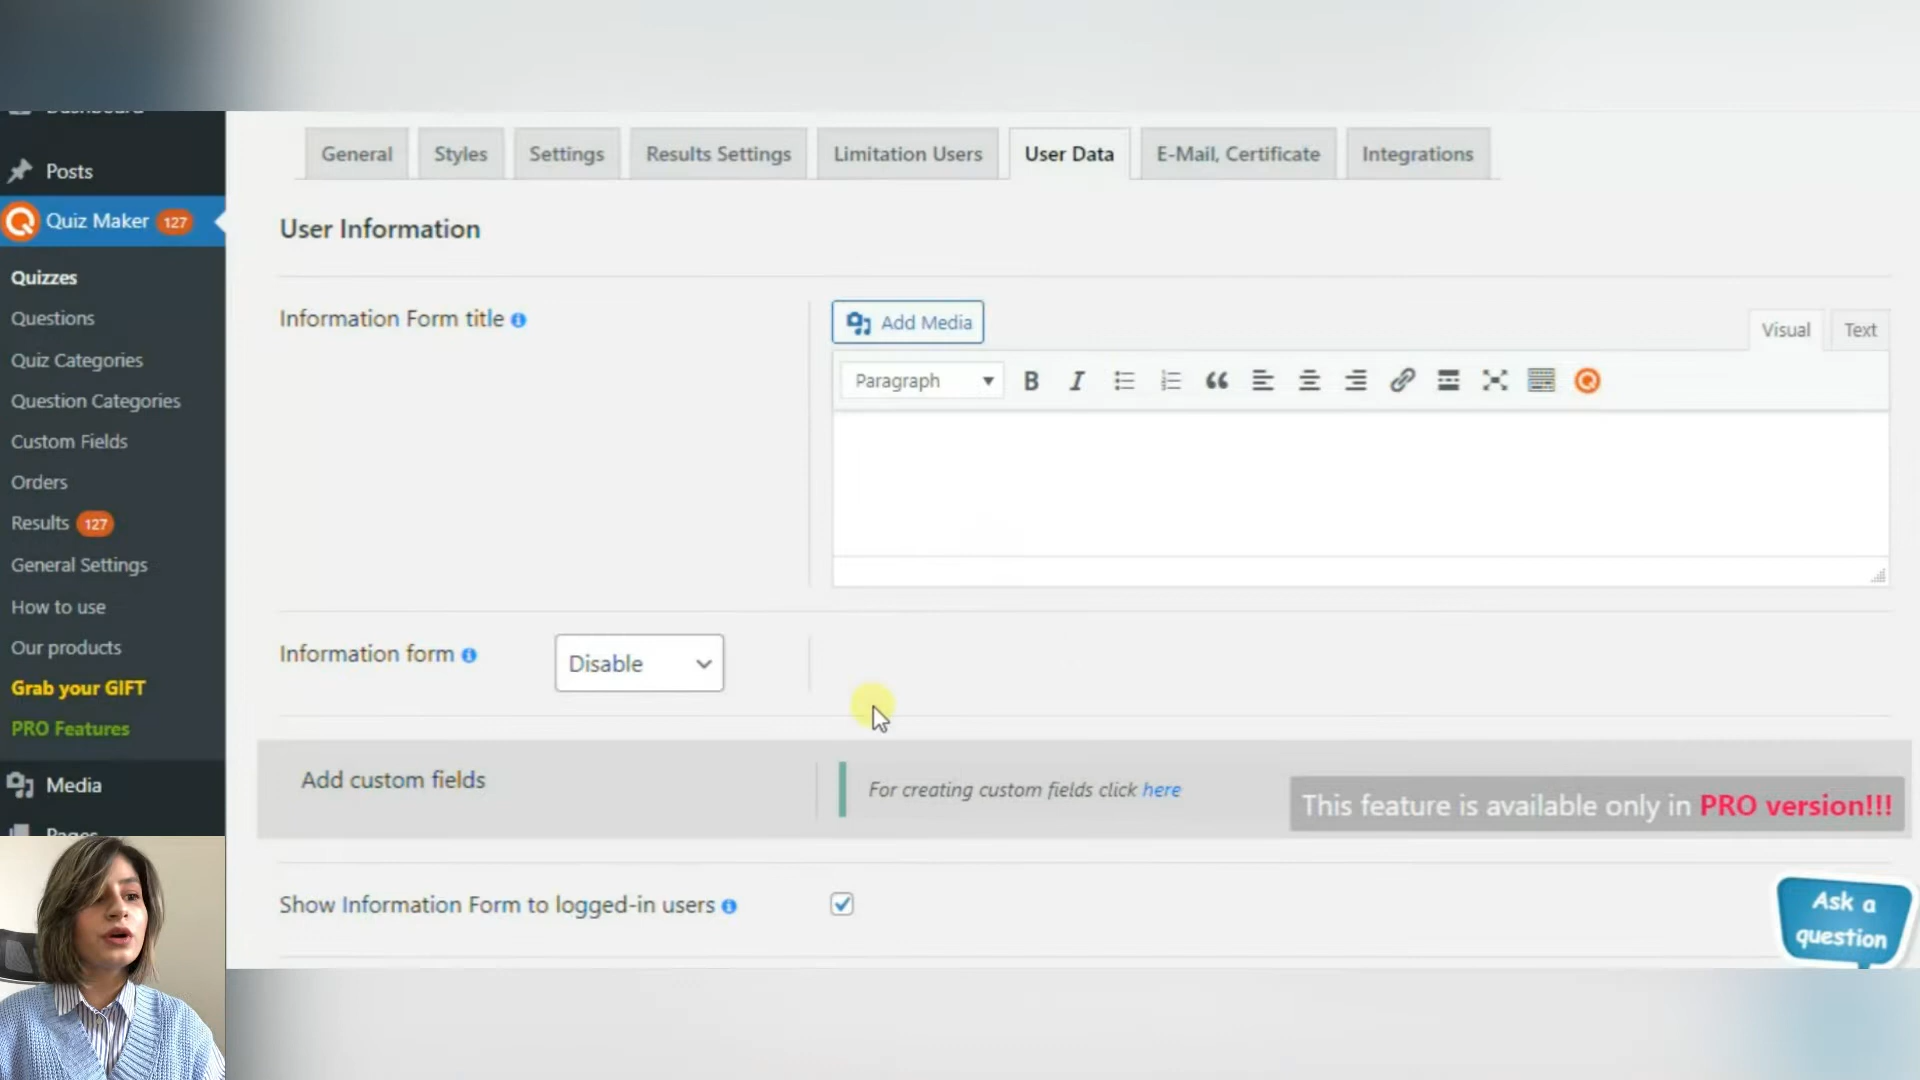 Dashboard
Posts
Quiz Maker 127
Quizzes
Questions
Quiz Categories
Question Categories
Custom Fields
Orders
Results 127
General Settings
How to use
Our products
Grab your GIFT
PRO Features
Media
Pages
General Styles Settings Results Settings Limitation Users User Data E-Mail, Certificate Integrations
User Information
Information Form title
Add Media
Visual Text
Paragraph
Information form Disable
Add custom fields
For creating custom fields click here
This feature is available only in PRO version!!!
Show Information Form to logged-in users
Ask a
question